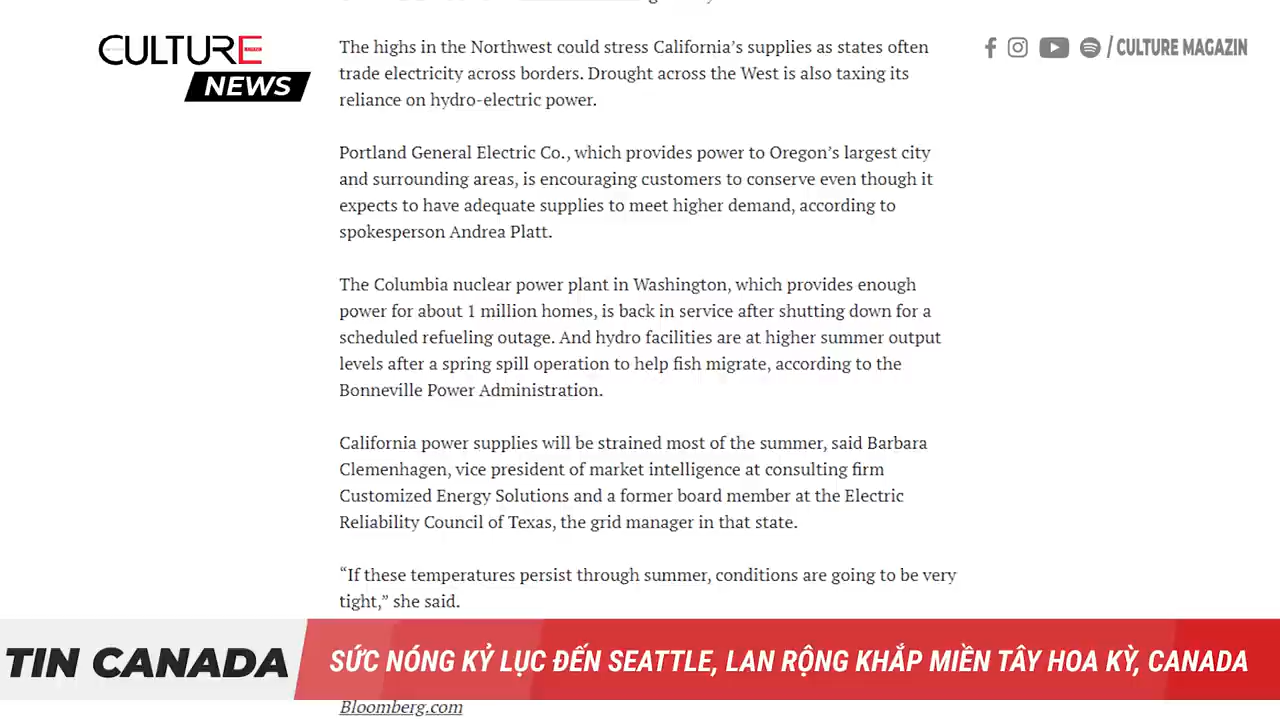 CULTURE
NEWS
/ CULTURE MAGAZIN
The highs in the Northwest could stress California’s supplies as states often
trade electricity across borders. Drought across the West is also taxing its
reliance on hydro-electric power.
Portland General Electric Co., which provides power to Oregon’s largest city
and surrounding areas, is encouraging customers to conserve even though it
expects to have adequate supplies to meet higher demand, according to
spokesperson Andrea Platt.
The Columbia nuclear power plant in Washington, which provides enough
power for about 1 million homes, is back in service after shutting down for a
scheduled refueling outage. And hydro facilities are at higher summer output
levels after a spring spill operation to help fish migrate, according to the
Bonneville Power Administration.
California power supplies will be strained most of the summer, said Barbara
Clemenhagen, vice president of market intelligence at consulting firm
Customized Energy Solutions and a former board member at the Electric
Reliability Council of Texas, the grid manager in that state.
“If these temperatures persist through summer, conditions are going to be very
tight,” she said.
TIN CANADA
SỨC NÓNG KỶ LỤC ĐẾN SEATTLE, LAN RỘNG KHẮP MIỀN TÂY HOA KỲ, CANADA
Bloomberg.com